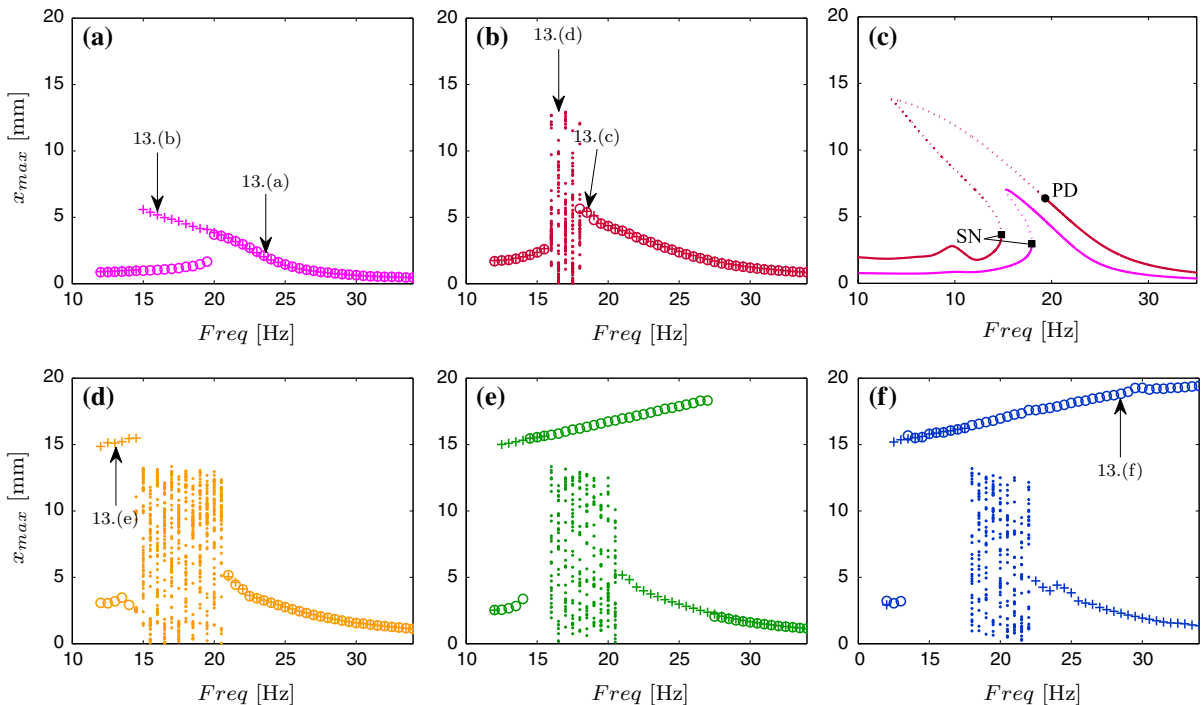 (a)
20
15
10
5
0
x_max [mm]
13.(b)
13.(a)
10 15 20 25 30
Freq [Hz]
(b)
20
15
10
5
0
13.(d)
13.(c)
10 15 20 25 30
Freq [Hz]
(c)
20
15
10
5
0
PD
SN
10 10 20 30
Freq [Hz]
(d)
20
15
10
5
0
x_max [mm]
13.(e)
10 15 20 25 30
Freq [Hz]
(e)
20
15
10
5
0
10 15 20 25 30
Freq [Hz]
(f)
20
15
10
5
0
13.(f)
0 15 20 25 30
Freq [Hz]